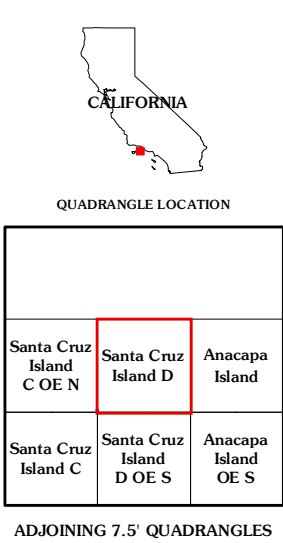 CALIFORNIA
QUADRANGLE LOCATION
Santa Cruz
Island
C OE N
Santa Cruz
Island D
Anacapa
Island
Santa Cruz
Island C
Santa Cruz
Island
D OE S
Anacapa
Island
OE S
ADJOINING 7.5' QUADRANGLES